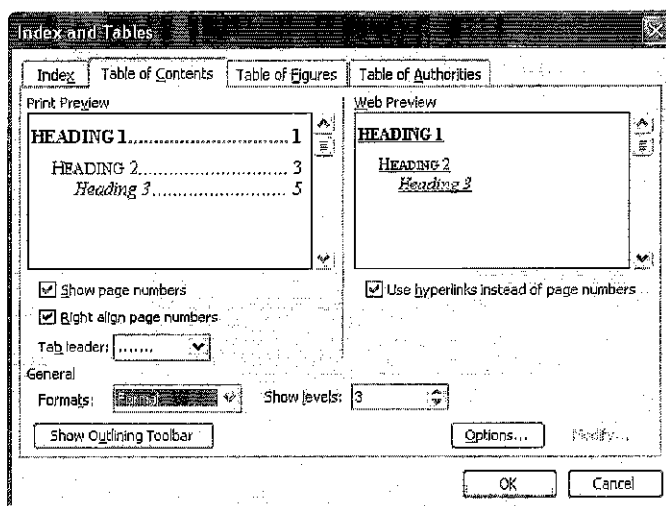 Index and Tables
Index Table of Contents Table of Figures Table of Authorities
Print Preview
HEADING 1.................................... 1
HEADING 2................................ 3
Heading 3............................. 5
Web Preview
HEADING 1
HEADING 2
Heading 3
Show page numbers
Right align page numbers
Tab leader: .......
Use hyperlinks instead of page numbers
General
Formats: Formal Show levels: 3
Show Outlining Toolbar Options... Modify...
OK Cancel